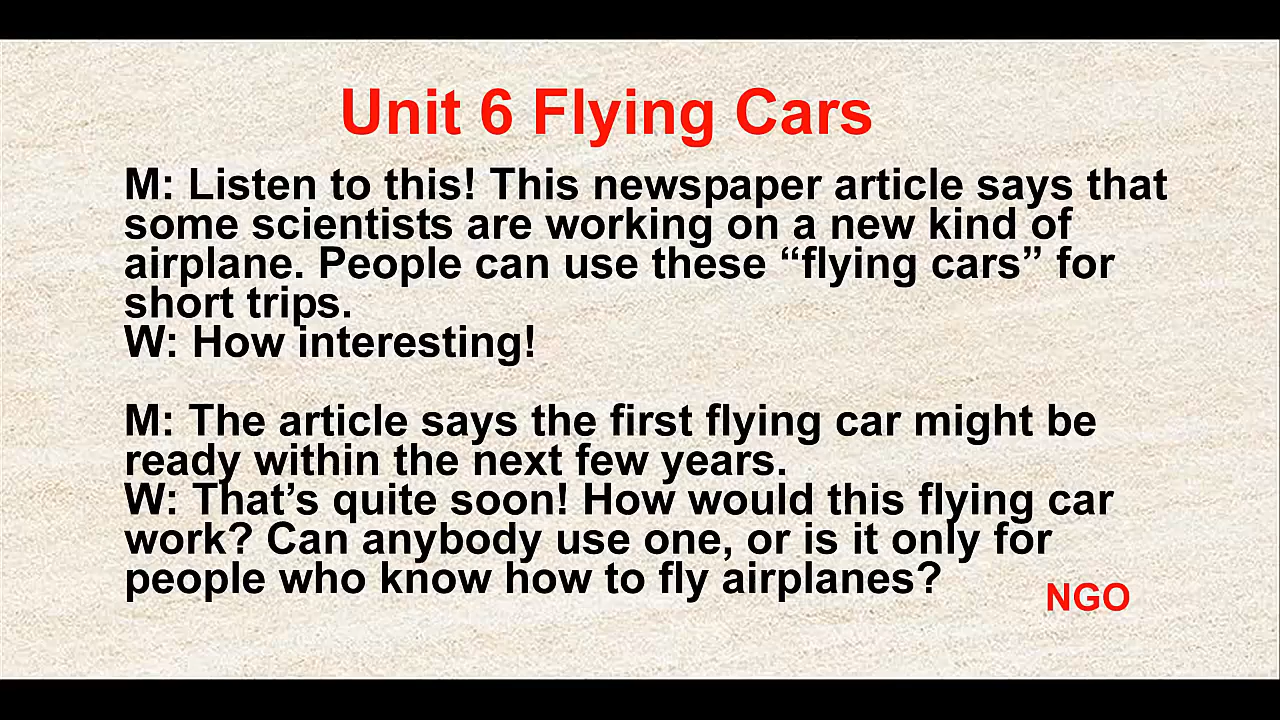 Unit 6 Flying Cars
M: Listen to this! This newspaper article says that
some scientists are working on a new kind of
airplane. People can use these “flying cars” for
short trips.
W: How interesting!
M: The article says the first flying car might be
ready within the next few years.
W: That’s quite soon! How would this flying car
work? Can anybody use one, or is it only for
people who know how to fly airplanes?
NGO